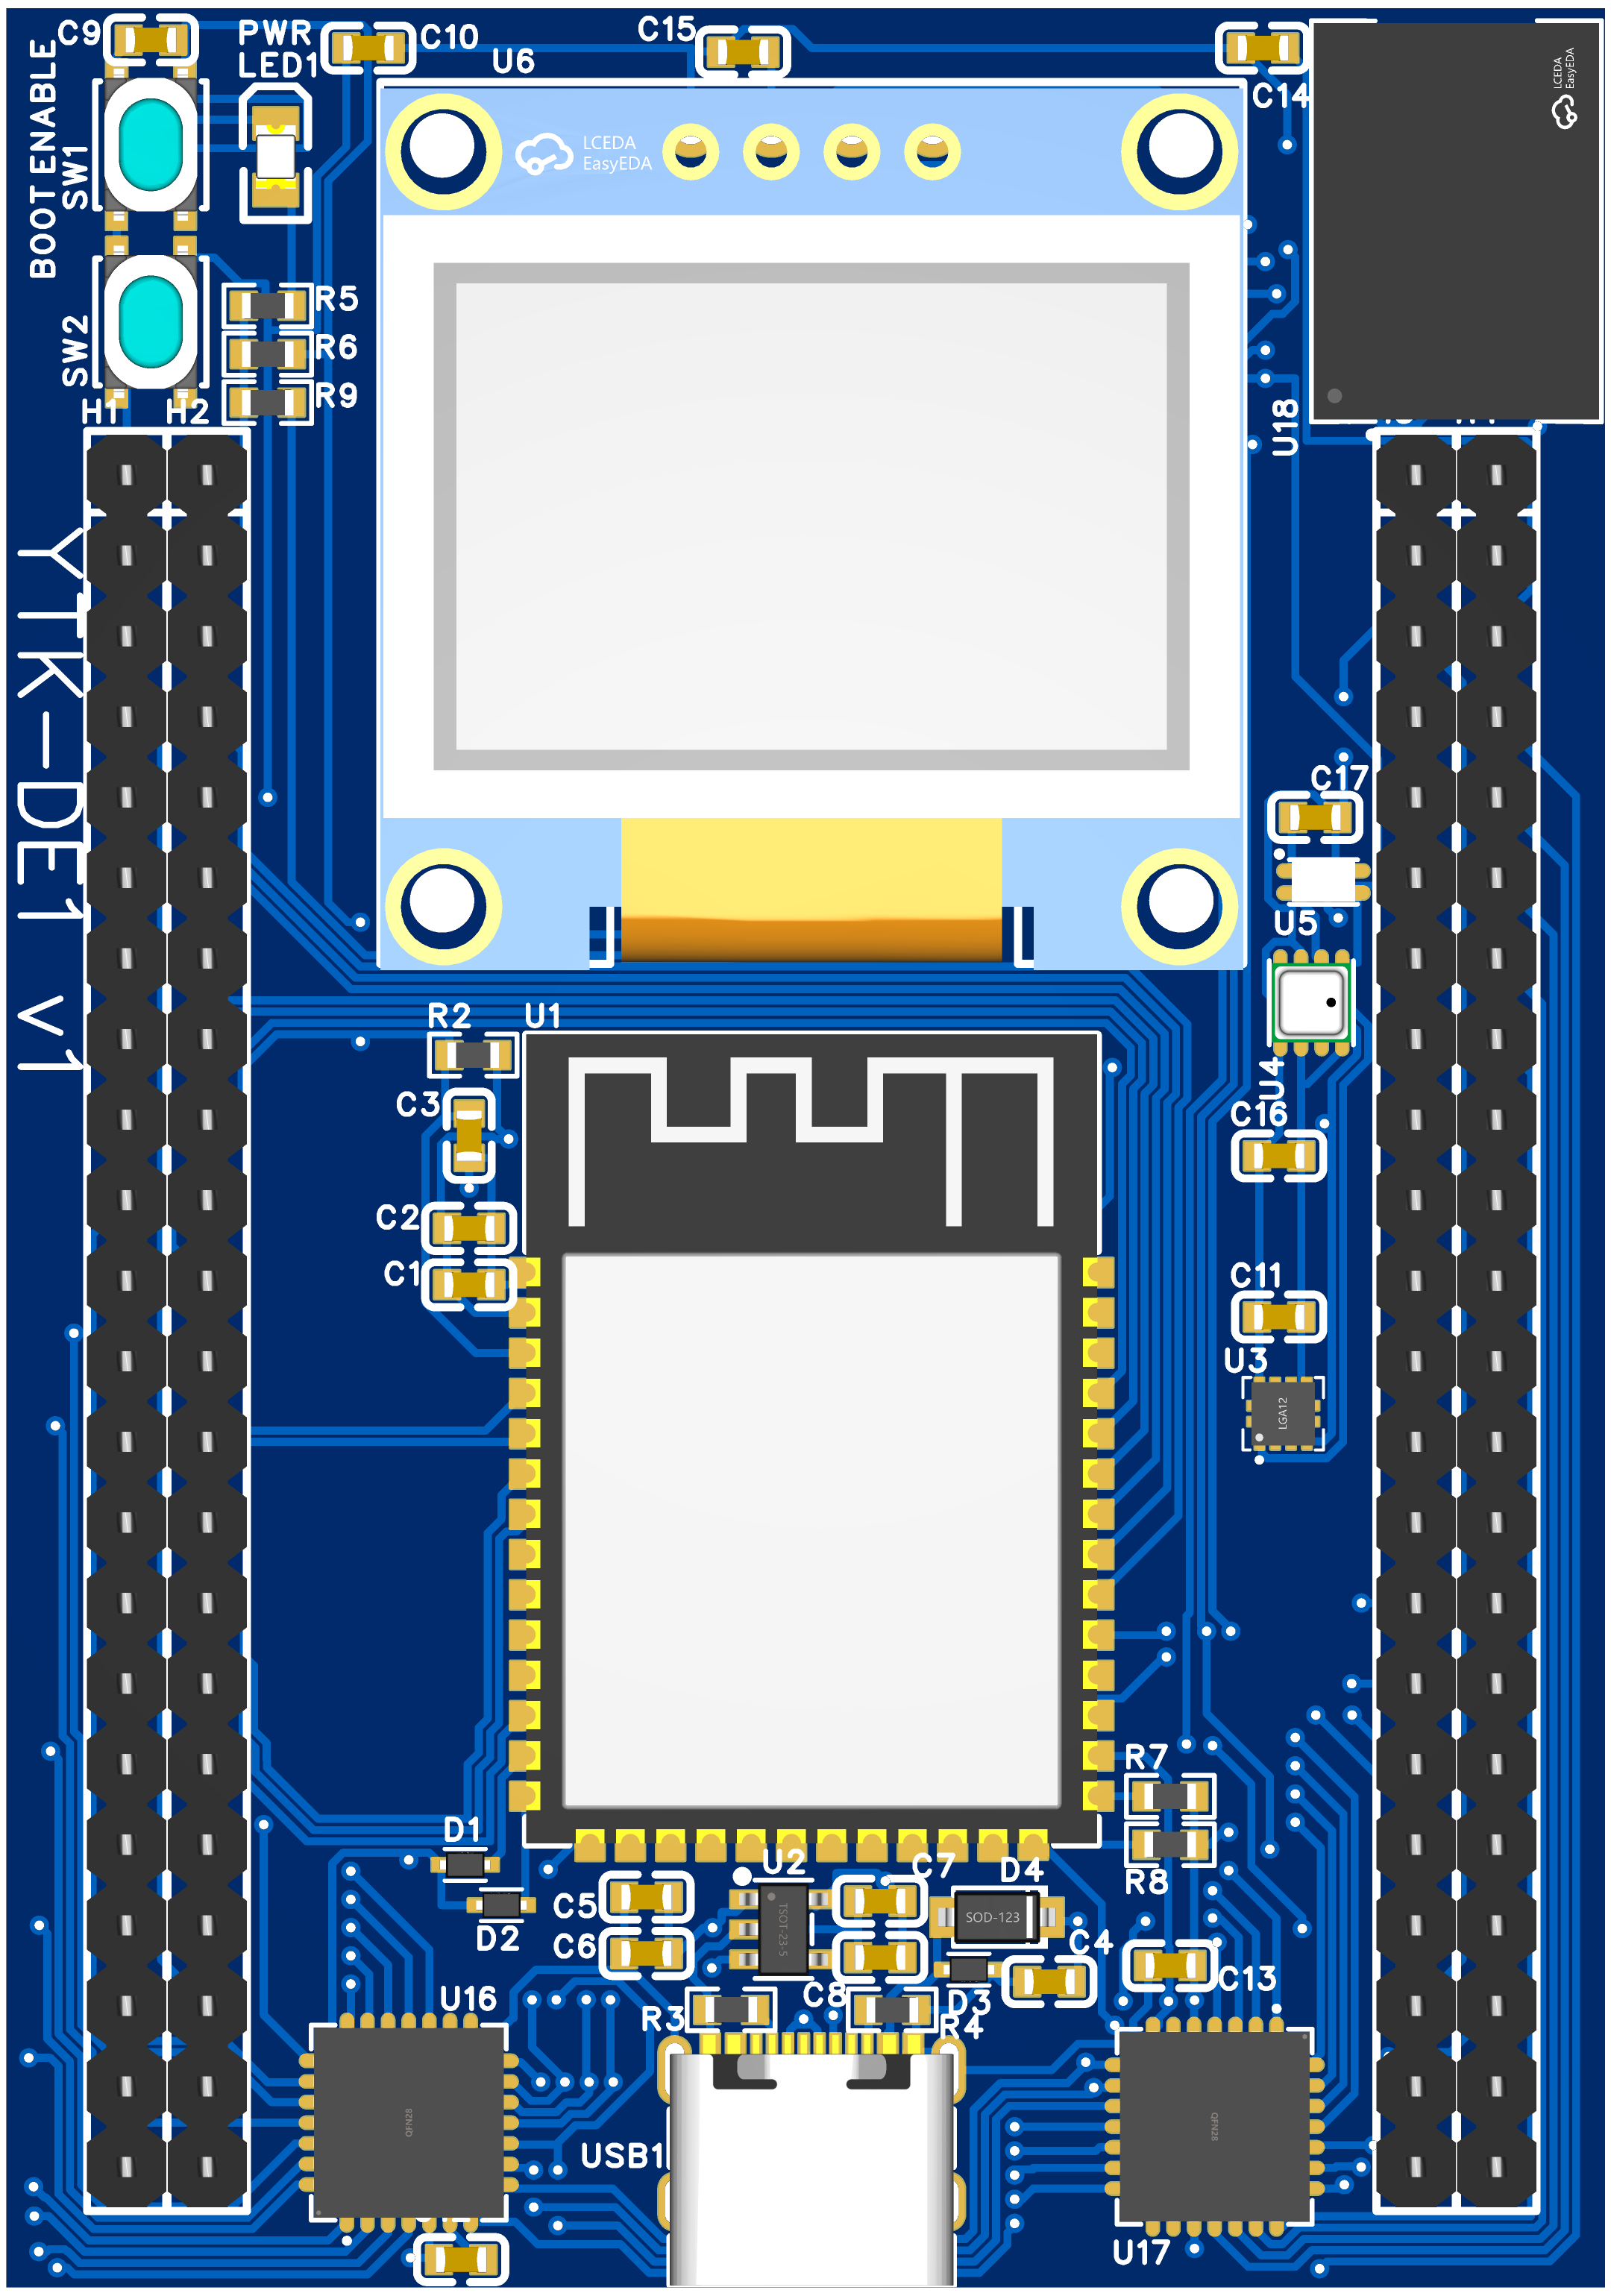 C9
PWR
LED1
C10
U6
C15
C14
LCEDA
EasyEDA
BOOT ENABLE
SW1
LCEDA
EasyEDA
SW2
R5
R6
R9
H1
H2
U18
YTK-DE1 v1
C17
U5
R2
U1
U4
C3
C16
C2
C1
C11
U3
LGA12
R7
D1
U2
C7
D4
R8
C5
TSOT-23-5
SOD-123
D2
C6
C4
U16
C8
D3
C13
R3
R4
QFN28
QFN28
USB1
U17